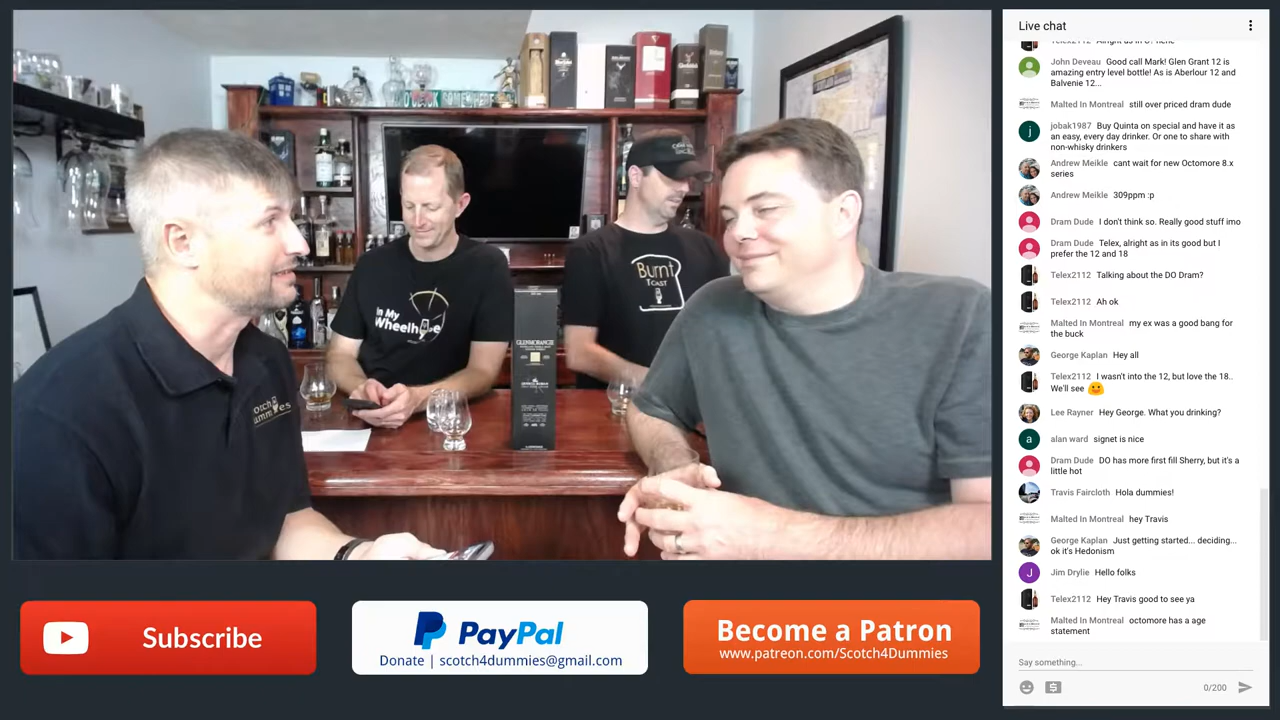 In My
Wheelhouse
Burnt
Toast
GLENMORANGIE
Live chat
John Deveau Good call Mark! Glen Grant 12 is
amazing entry level bottle! As is Aberlour 12 and
Balvenie 12...
Malted In Montreal still over priced dram dude
jobak1987 Buy Quinta on special and have it as
an easy, every day drinker. Or one to share with
non-whisky drinkers
Andrew Meikle cant wait for new Octomore 8.x
series
Andrew Meikle 309ppm :p
Dram Dude I don't think so. Really good stuff imo
Dram Dude Telex, alright as in its good but I
prefer the 12 and 18
Telex2112 Talking about the DO Dram?
Telex2112 Ah ok
Malted In Montreal my ex was a good bang for
the buck
George Kaplan Hey all
Telex2112 I wasn't into the 12, but love the 18..
We'll see
Lee Rayner Hey George. What you drinking?
alan ward signet is nice
Dram Dude DO has more first fill Sherry, but it's a
little hot
Travis Faircloth Hola dummies!
Malted In Montreal hey Travis
George Kaplan Just getting started... deciding...
ok it's Hedonism
Jim Drylie Hello folks
Telex2112 Hey Travis good to see ya
Malted In Montreal octomore has a age
statement
Say something...
0/200
Subscribe
PayPal
Donate | scotch4dummies@gmail.com
Become a Patron
www.patreon.com/Scotch4Dummies